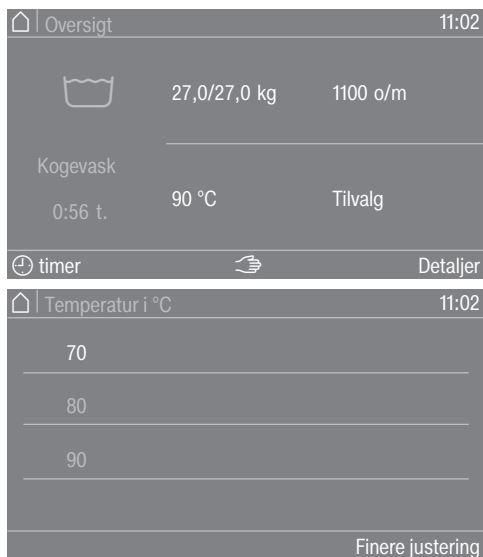 Oversigt 11:02
27,0/27,0 kg 1100 o/m
Kogevask
0:56 t.
90 °C Tilvalg
timer Detaljer
Temperatur i °C 11:02
70
80
90
Finere justering